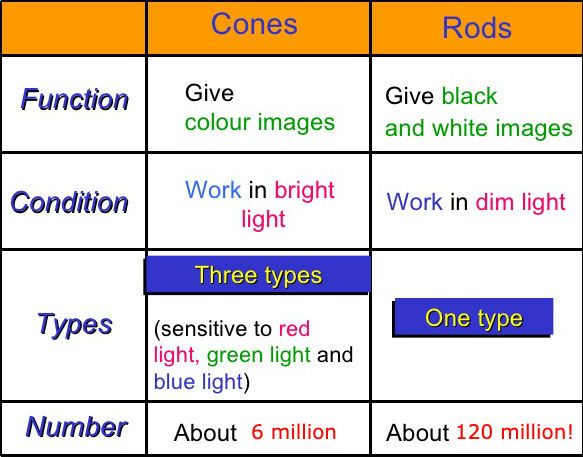 Cones
Rods
Function
Give
colour images
Give black
and white images
Condition
Work in bright
light
Work in dim light
Types
Three types
(sensitive to red
light, green light and
blue light)
One type
Number
About 6 million
About 120 million!